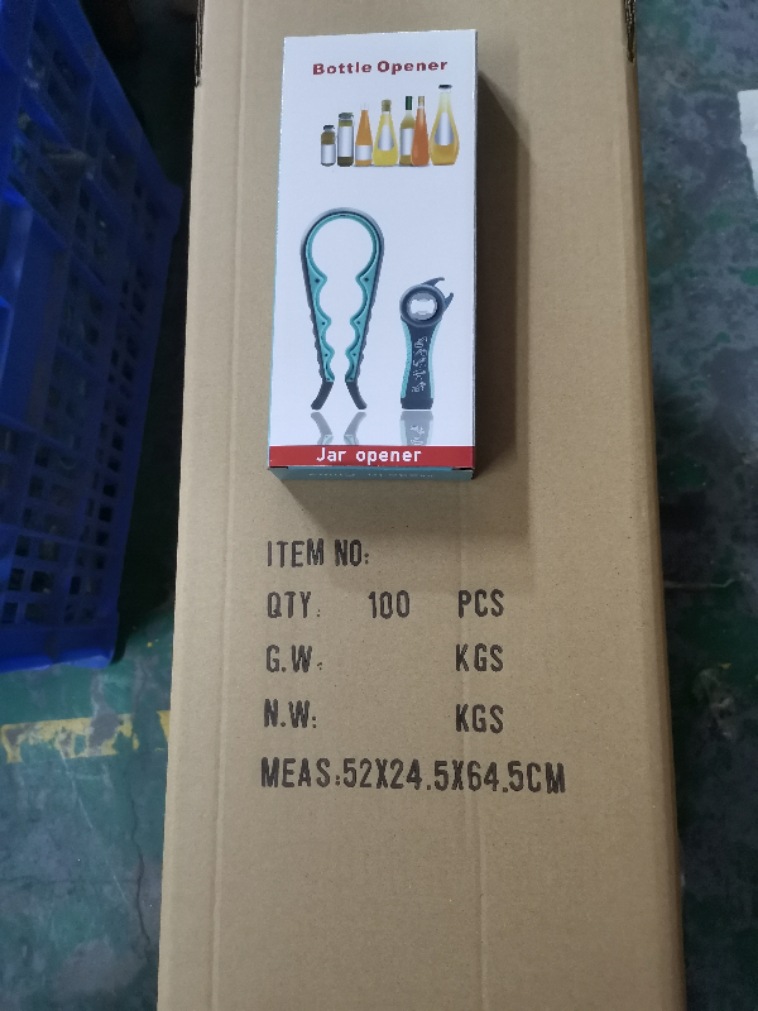 Bottle Opener
Jar opener
ITEM NO:
QTY: 100 PCS
G.W: KGS
N.W: KGS
MEAS:52X24.5X64.5CM